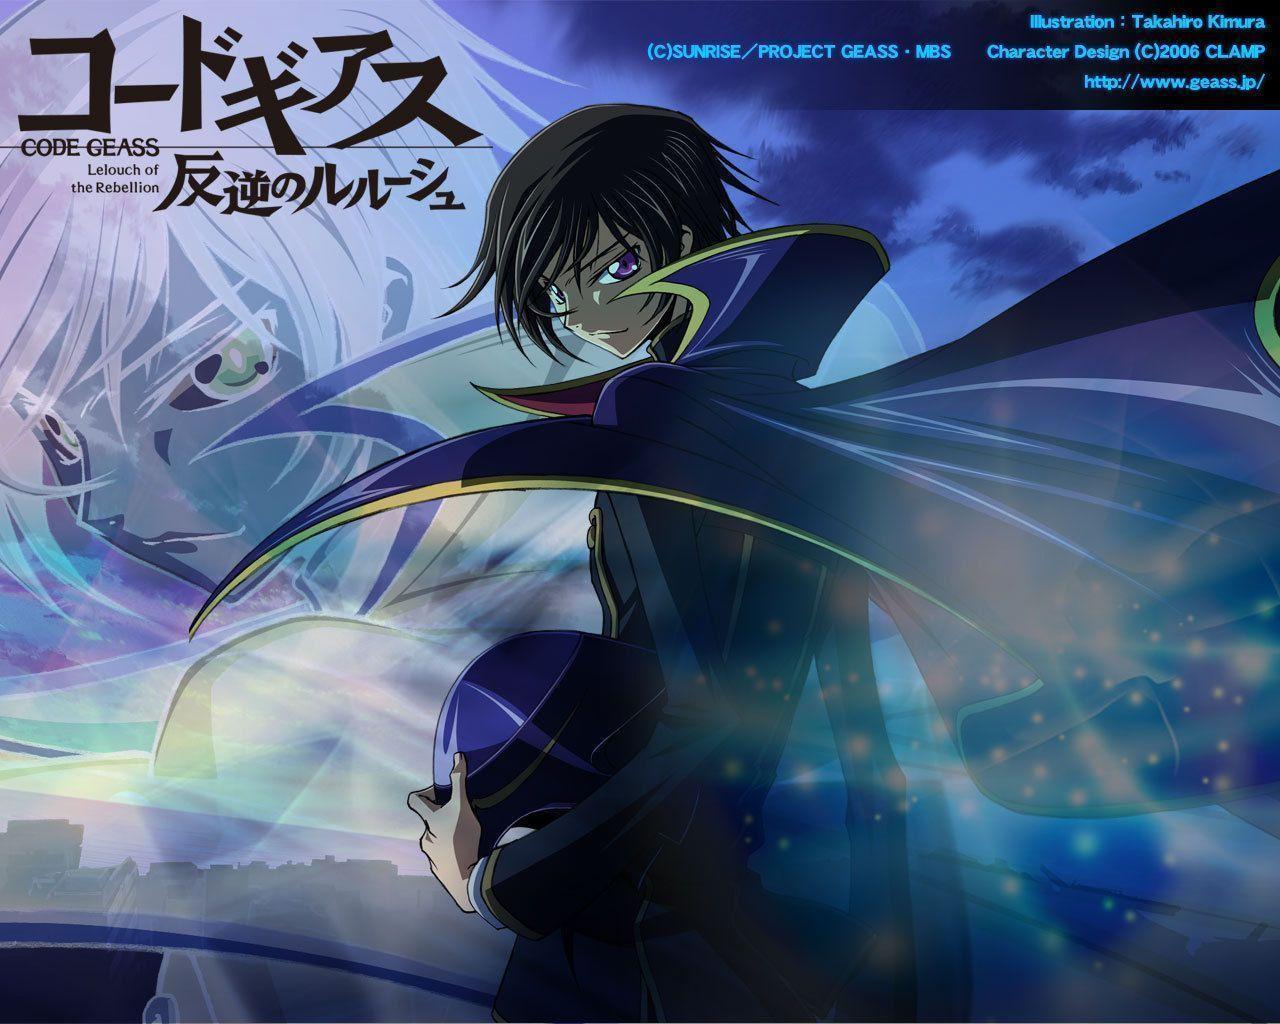 コードギアス
CODE GEASS
Lelouch of
the Rebellion
反逆のルルーシュ
Illustration：Takahiro Kimura
(C)SUNRISE／PROJECT GEASS・MBS Character Design (C)2006 CLAMP
http://www.geass.jp/